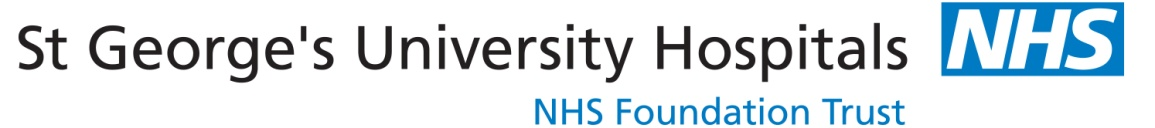 St George's University Hospitals NHS
NHS Foundation Trust